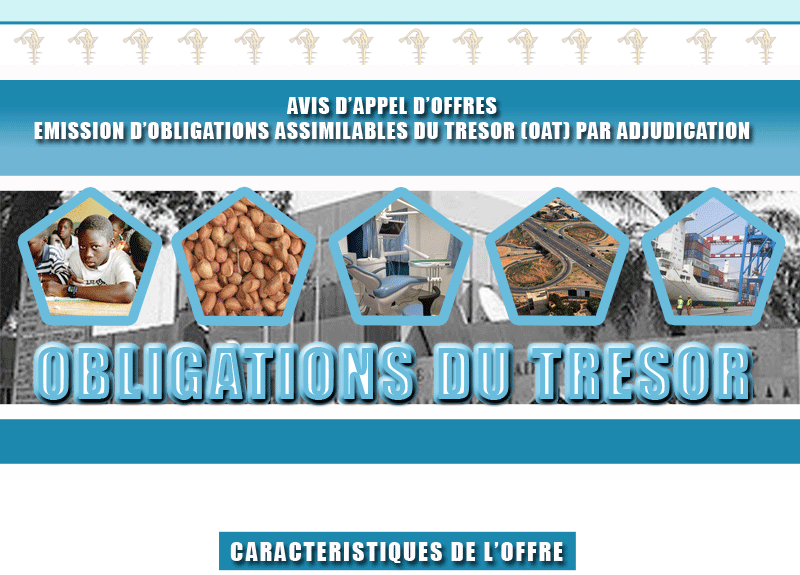 AVIS D'APPEL D'OFFRES
EMISSION D'OBLIGATIONS ASSIMILABLES DU TRESOR (OAT) PAR ADJUDICATION
OBLIGATIONS DU TRESOR
CARACTERISTIQUES DE L'OFFRE